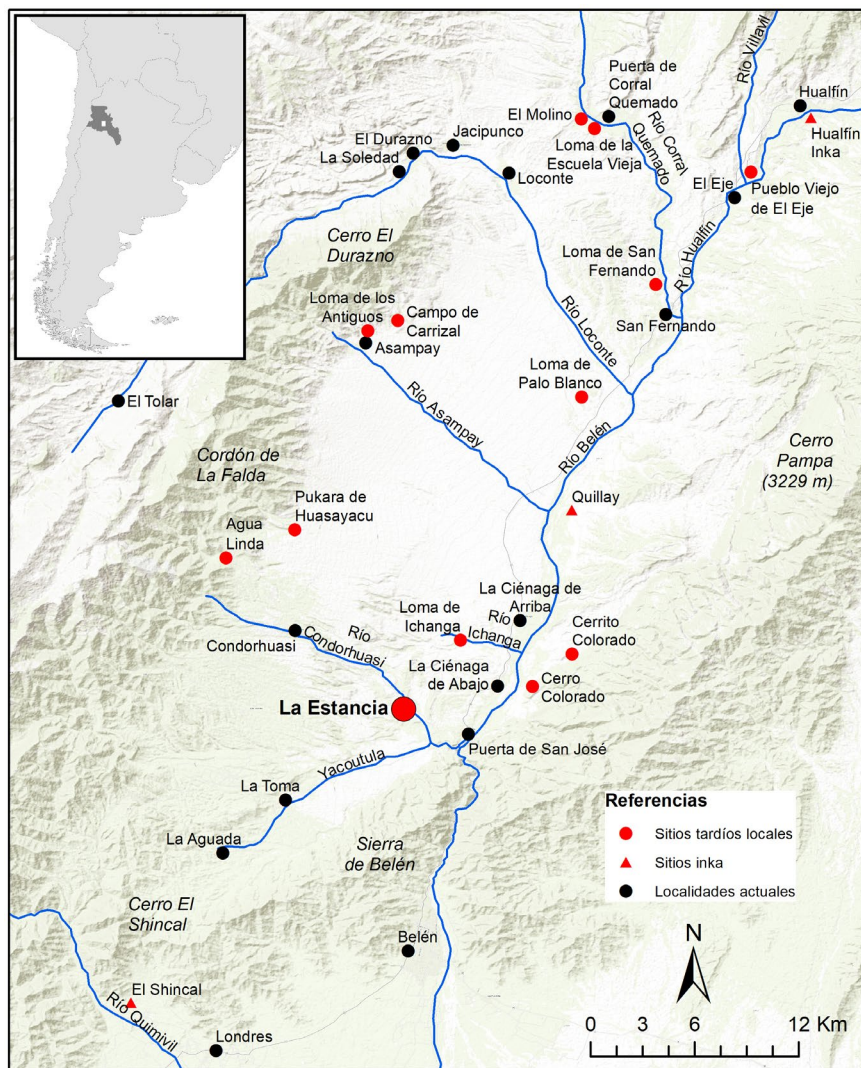 Río Villavil
Puerta de
Corral
Quemado
Hualfín
El Molino
Hualfín
Inka
Río Corral
Quemado
Loma de la
Escuela Vieja
Jacipunco
El Durazno
La Soledad
Loconte
El Eje
Pueblo Viejo
de El Eje
Río Hualfín
Cerro El
Durazno
Loma de San
Fernando
San Fernando
Loma de los
Antiguos
Campo de
Carrizal
Asampay
Río Loconte
Loma de
Palo Blanco
Río Asampay
El Tolar
Río Belén
Cerro
Pampa
(3229 m)
Cordón de
La Falda
Pukara de
Huasayacu
Quillay
Agua
Linda
La Ciénaga de
Arriba
Loma de
Ichanga
Río
Ichanga
Cerrito
Colorado
Condorhuasi
Río
Condorhuasi
La Ciénaga
de Abajo
Cerro
Colorado
La Estancia
Puerta de San José
Yacoutula
La Toma
La Aguada
Sierra
de Belén
Referencias
Sitios tardíos locales
Sitios inka
Localidades actuales
Cerro El
Shincal
Belén
N
El Shincal
Río Quimivil
Londres
0 3 6 12 Km